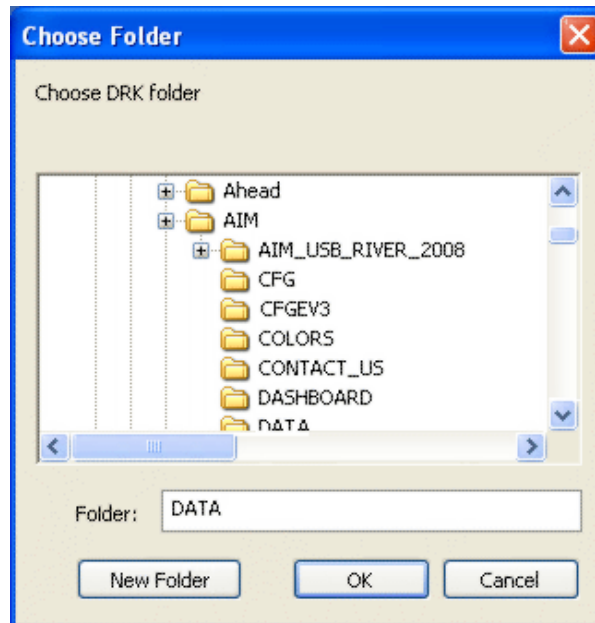 Choose Folder
Choose DRK folder
Ahead
AIM
AIM_USB_RIVER_2008
CFG
CFGEV3
COLORS
CONTACT_US
DASHBOARD
DATA
Folder: DATA
New Folder OK Cancel